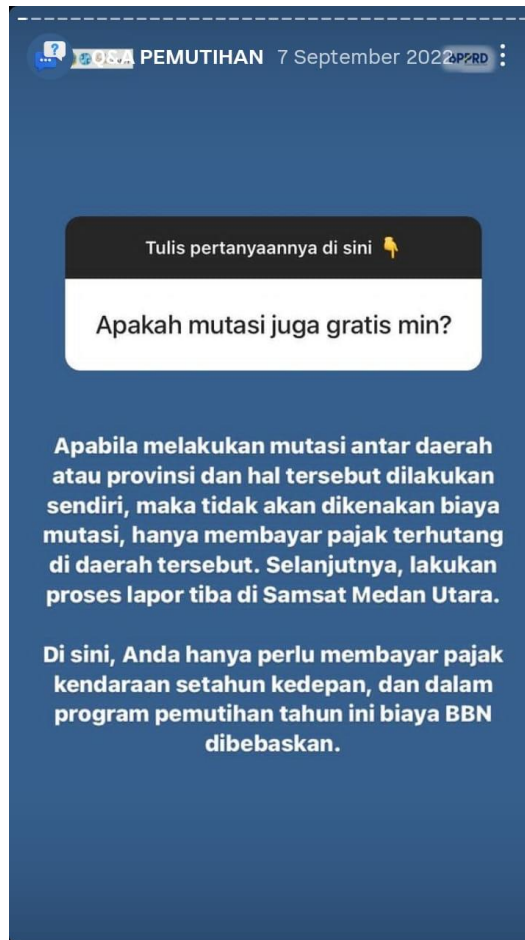 Q&A PEMUTIHAN 7 September 2022
BPPRD
Tulis pertanyaannya di sini 👇
Apakah mutasi juga gratis min?
Apabila melakukan mutasi antar daerah
atau provinsi dan hal tersebut dilakukan
sendiri, maka tidak akan dikenakan biaya
mutasi, hanya membayar pajak terhutang
di daerah tersebut. Selanjutnya, lakukan
proses lapor tiba di Samsat Medan Utara.
Di sini, Anda hanya perlu membayar pajak
kendaraan setahun kedepan, dan dalam
program pemutihan tahun ini biaya BBN
dibebaskan.